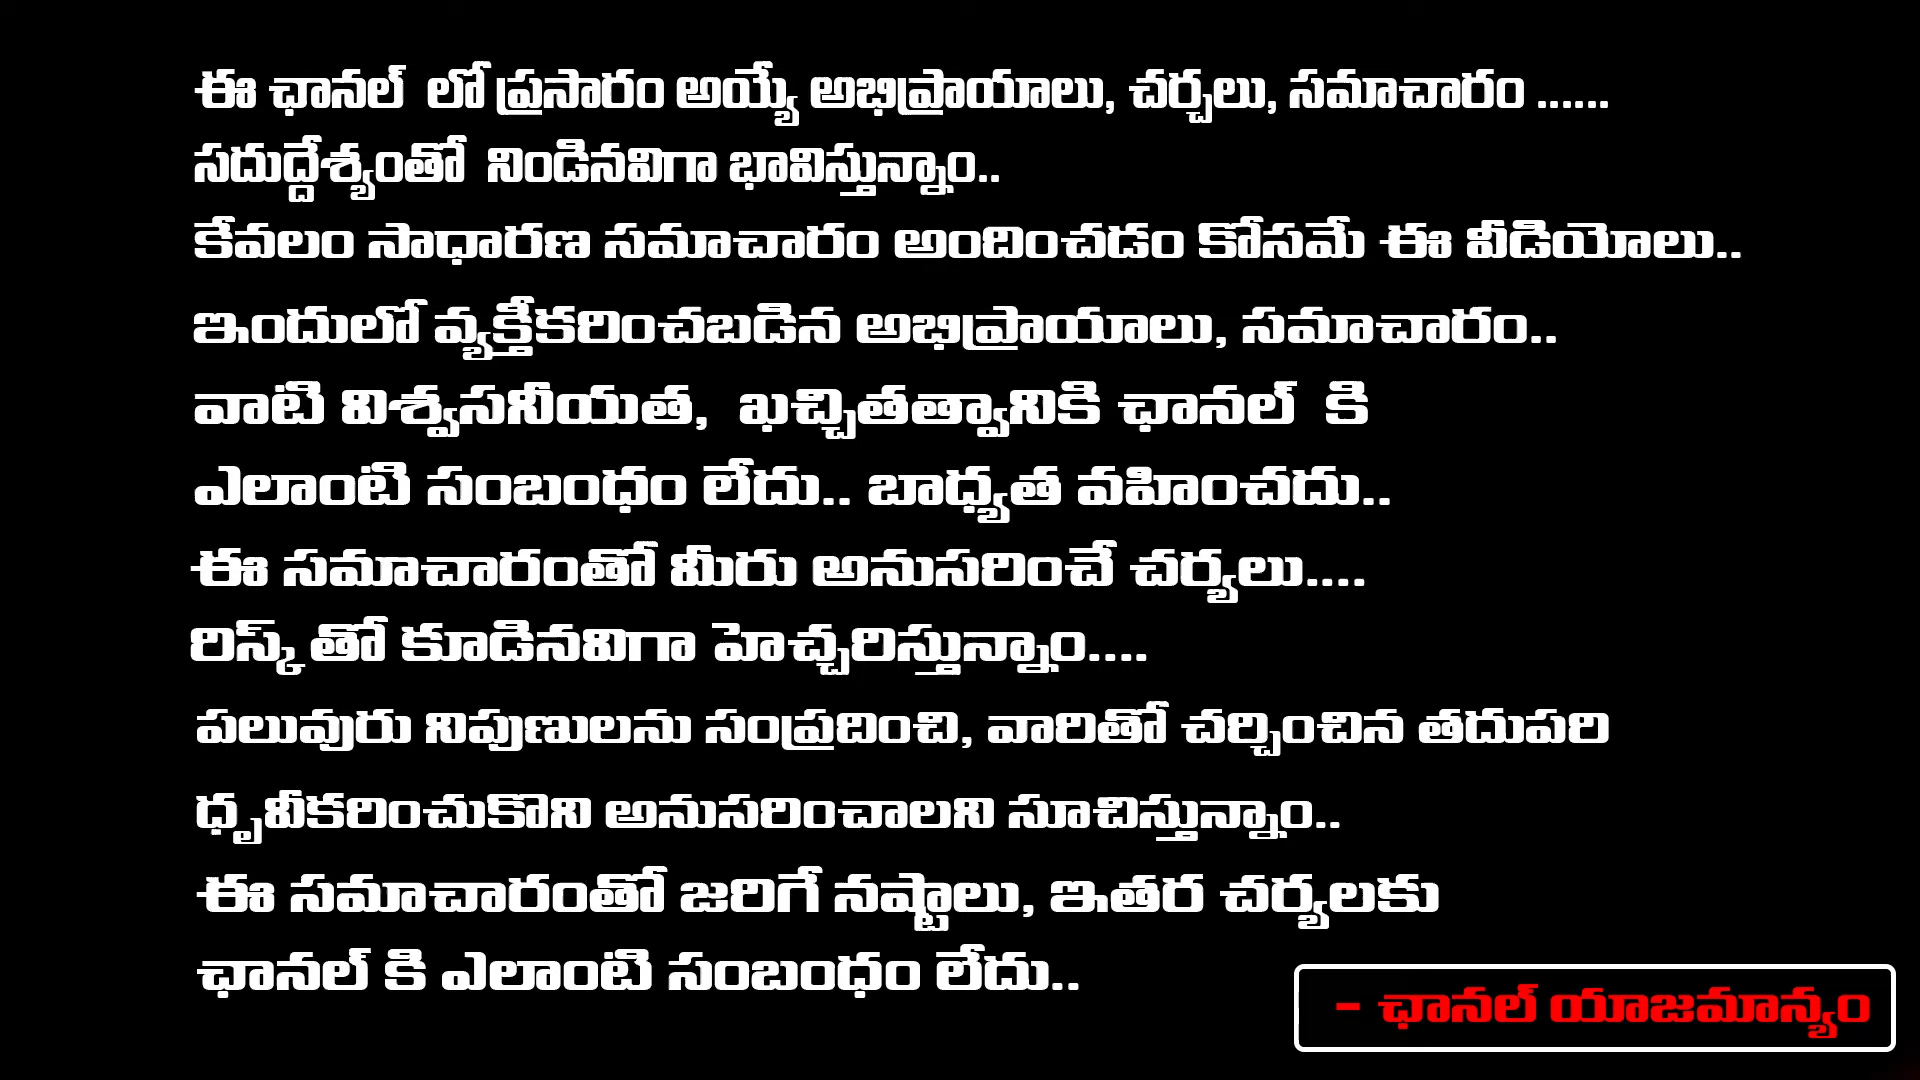 ఈ ఛానల్ లో ప్రసారం అయ్యే అభిప్రాయాలు, చర్చలు, సమాచారం ......
సదుద్దేశ్యంతో నిండినవిగా భావిస్తున్నాం..
కేవలం సాధారణ సమాచారం అందించడం కోసమే ఈ వీడియోలు..
ఇందులో వ్యక్తీకరించబడిన అభిప్రాయాలు, సమాచారం..
వాటి విశ్వసనీయత, ఖచ్చితత్వానికి ఛానల్ కి
ఎలాంటి సంబంధం లేదు.. బాధ్యత వహించదు..
ఈ సమాచారంతో మీరు అనుసరించే చర్యలు....
రిస్క్ తో కూడినవిగా హెచ్చరిస్తున్నాం....
పలువురు నిపుణులను సంప్రదించి, వారితో చర్చించిన తదుపరి
ధృవీకరించుకొని అనుసరించాలని సూచిస్తున్నాం..
ఈ సమాచారంతో జరిగే నష్టాలు, ఇతర చర్యలకు
ఛానల్ కి ఎలాంటి సంబంధం లేదు..
- ఛానల్ యాజమాన్యం